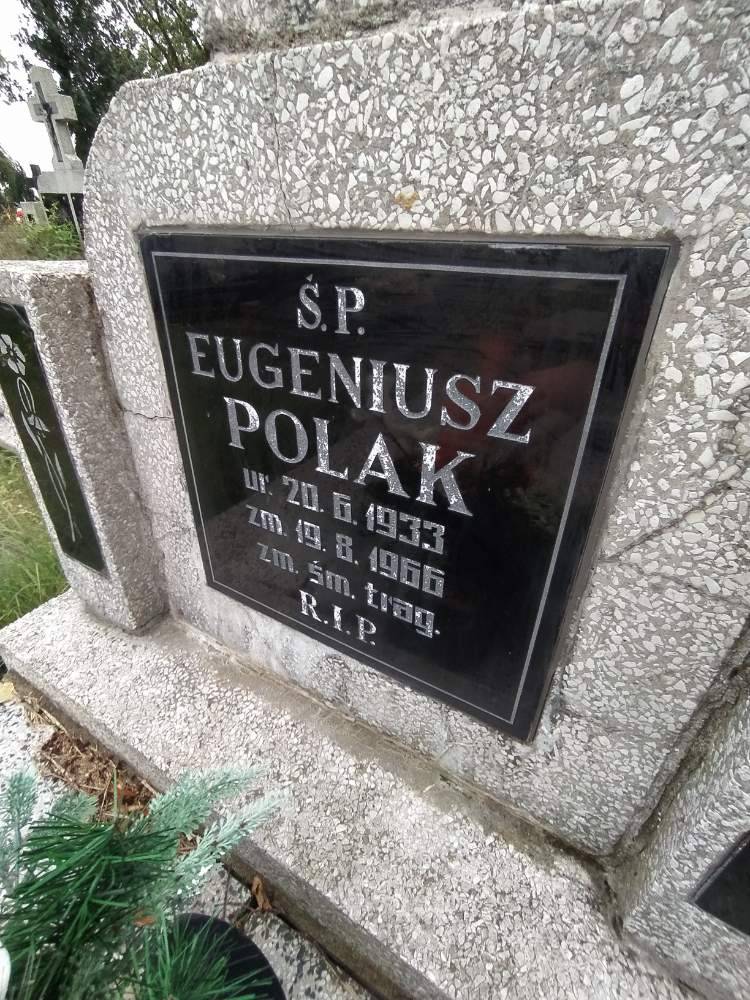 Ś.P.
EUGENIUSZ
POLAK
ur. 20.6.1933
zm. 19.8.1966
zm. śm. trag.
R.I.P.